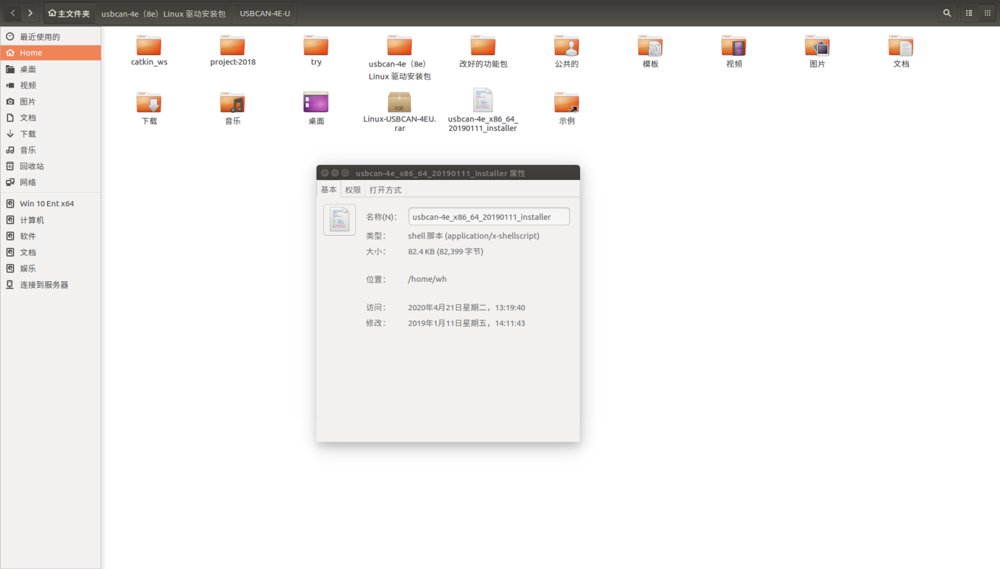 主文件夹
usbcan-4e（8e）Linux 驱动安装包
USBCAN-4E-U
最近使用的
Home
桌面
视频
图片
文档
下载
音乐
回收站
网络
Win 10 Ent x64
计算机
软件
文档
娱乐
连接到服务器
catkin_ws
project-2018
try
usbcan-4e（8e）
Linux 驱动安装包
改好的功能包
公共的
模板
视频
图片
文档
下载
音乐
桌面
rar
Linux-USBCAN-4EU.
rar
usbcan-4e_x86_64_
20190111_installer
示例
usbcan-4e_x86_64_20190111_installer 属性
基本
权限
打开方式
名称(N)： usbcan-4e_x86_64_20190111_installer
类型： shell 脚本 (application/x-shellscript)
大小： 82.4 KB (82,399 字节)
位置： /home/wh
访问： 2020年4月21日星期二，13:19:40
修改： 2019年1月11日星期五，14:11:43